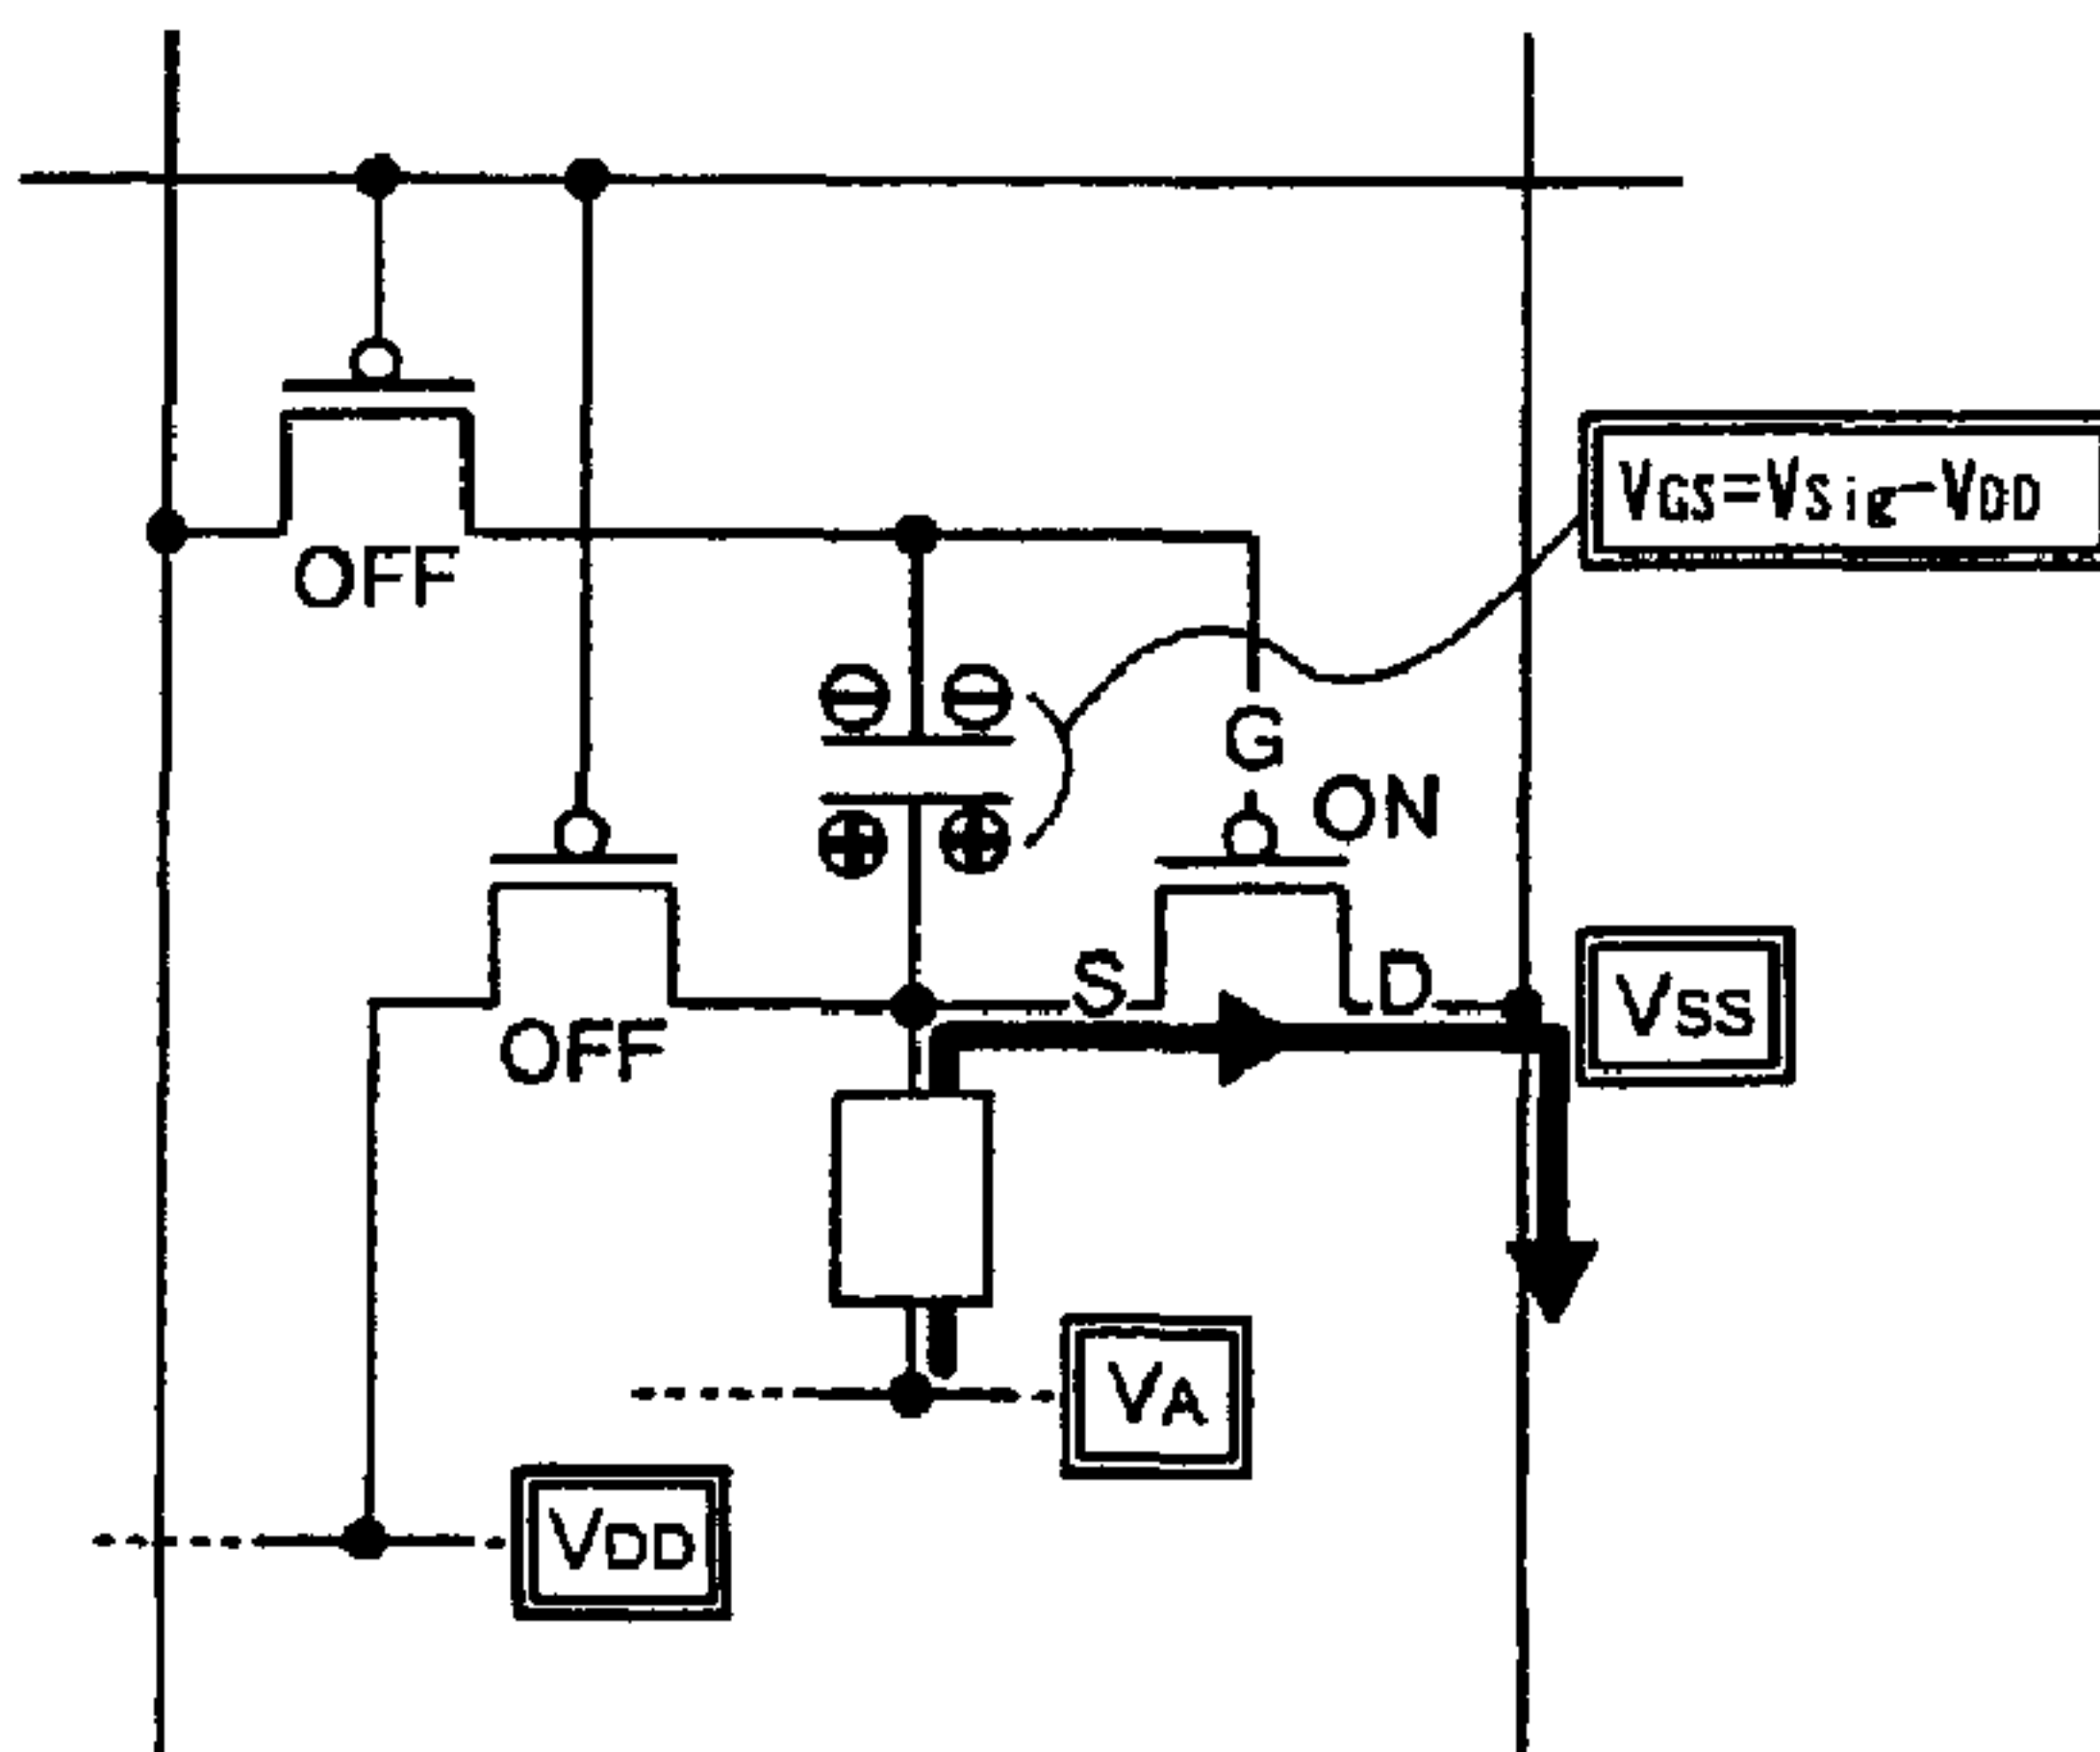 VGS=VSig-VDD
OFF
G
ON
S
D
VSS
OFF
VA
VDD